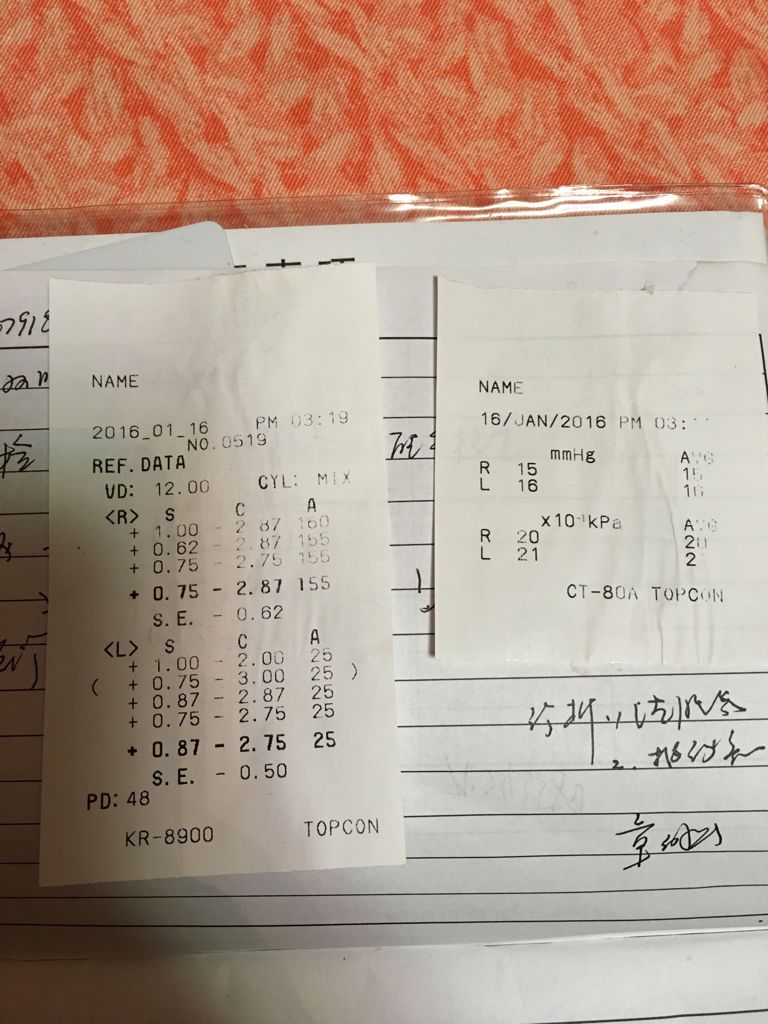 NAME
2016_01_16 PM 03:19
NO.0519
REF.DATA
VD: 12.00 CYL: MIX
<R> S C A
+ 1.00 - 2.87 160
+ 0.62 - 2.87 155
+ 0.75 - 2.75 155
+ 0.75 - 2.87 155
S.E. - 0.62
<L> S C A
+ 1.00 - 2.00 25
( + 0.75 - 3.00 25 )
+ 0.87 - 2.87 25
+ 0.75 - 2.75 25
+ 0.87 - 2.75 25
S.E. - 0.50
PD: 48
KR-8900 TOPCON
NAME
16/JAN/2016 PM 03:
mmHg AVG
R 15 15
L 16 16
x10⁻¹kPa AVG
R 20 20
L 21 2
CT-80A TOPCON